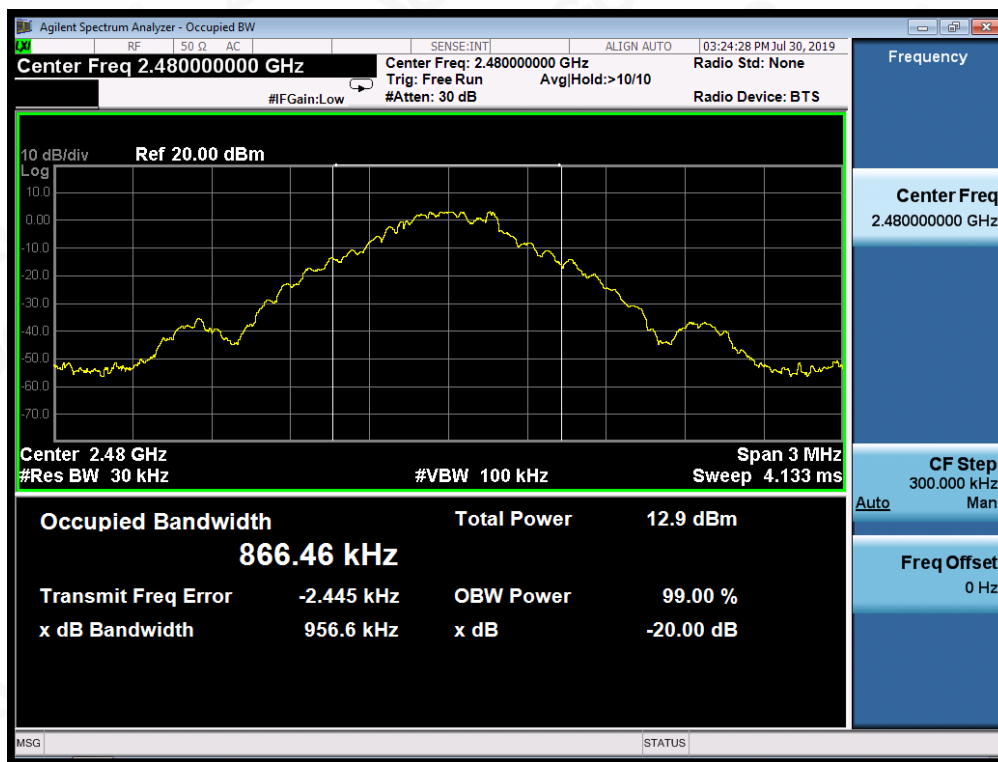 Agilent Spectrum Analyzer - Occupied BW
LXI RF 50 Ω AC SENSE:INT ALIGN AUTO 03:24:28 PM Jul 30, 2019
Center Freq 2.480000000 GHz
Center Freq: 2.480000000 GHz
Radio Std: None
Trig: Free Run Avg|Hold:>10/10
#IFGain:Low
#Atten: 30 dB
Radio Device: BTS
Frequency
10 dB/div Ref 20.00 dBm
Log
10.0
0.00
-10.0
-20.0
-30.0
-40.0
-50.0
-60.0
-70.0
Center Freq
2.480000000 GHz
Center 2.48 GHz Span 3 MHz
#Res BW 30 kHz #VBW 100 kHz Sweep 4.133 ms
CF Step
300.000 kHz
Auto Man
Occupied Bandwidth Total Power 12.9 dBm
866.46 kHz
Transmit Freq Error -2.445 kHz OBW Power 99.00 %
x dB Bandwidth 956.6 kHz x dB -20.00 dB
Freq Offset
0 Hz
MSG STATUS